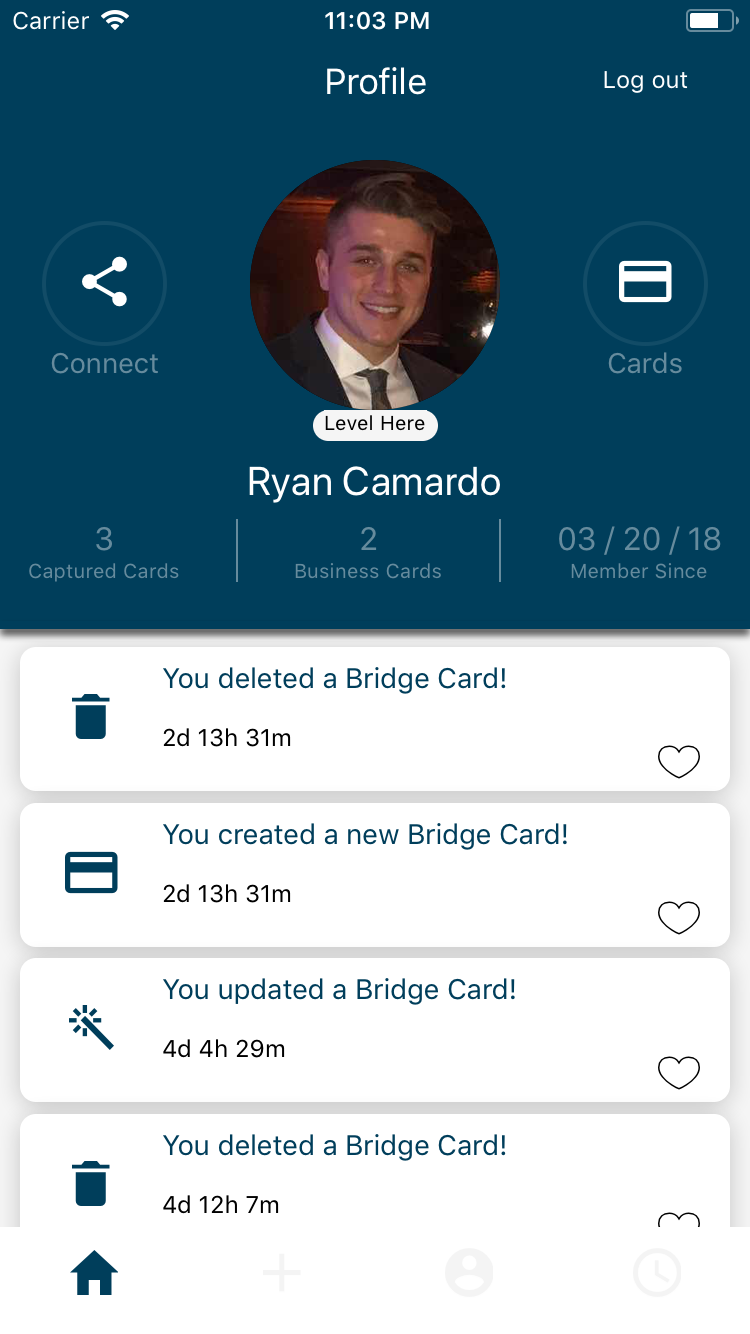 Carrier 11:03 PM
Profile Log out
Connect Cards
Level Here
Ryan Camardo
3 2 03 / 20 / 18
Captured Cards Business Cards Member Since
You deleted a Bridge Card!
2d 13h 31m
You created a new Bridge Card!
2d 13h 31m
You updated a Bridge Card!
4d 4h 29m
You deleted a Bridge Card!
4d 12h 7m